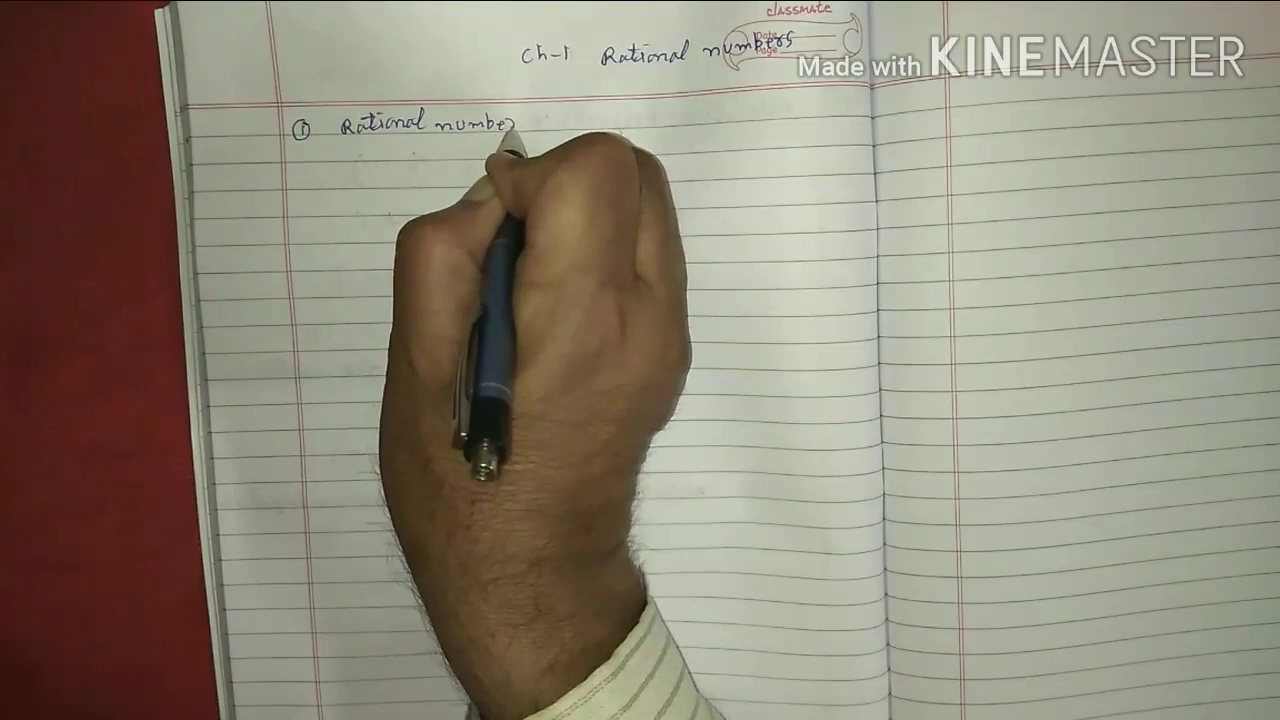 classmate
Date
Page
Ch-1 Rational numbers
Made with KINEMASTER
① Rational number